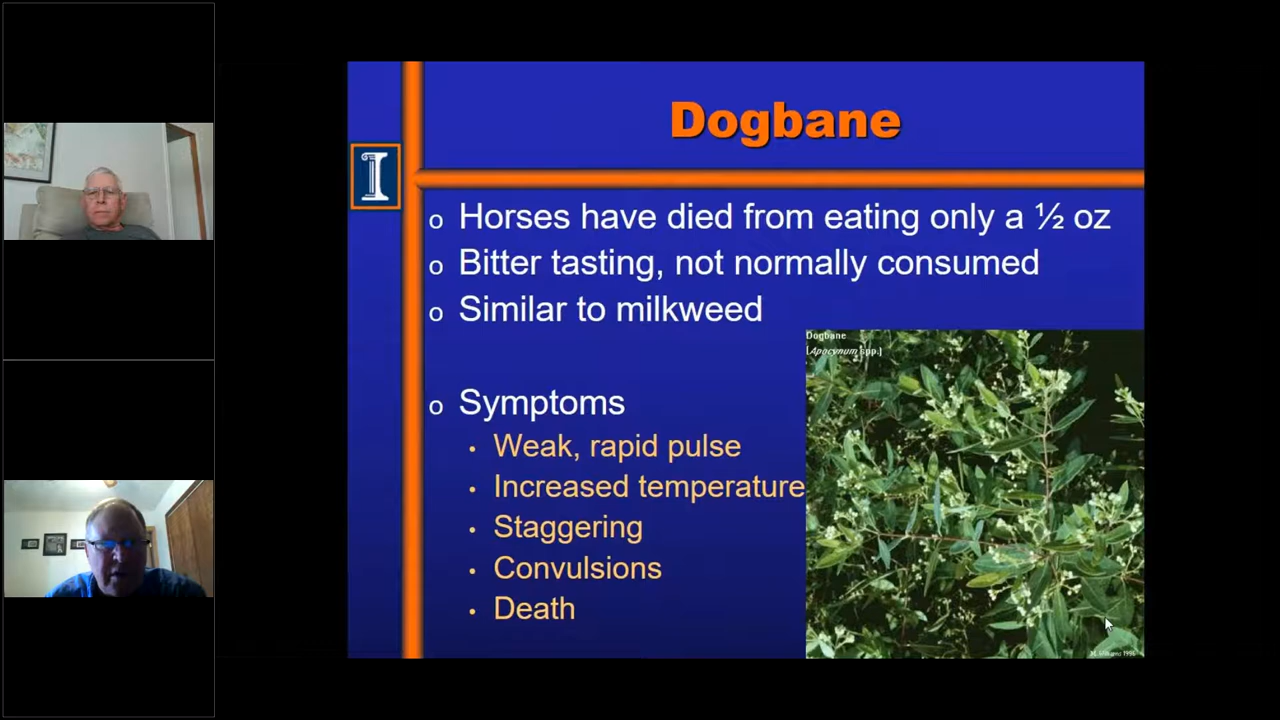 Dogbane
I
o Horses have died from eating only a ½ oz
o Bitter tasting, not normally consumed
o Similar to milkweed
Dogbane
[Apocynum spp.]
o Symptoms
• Weak, rapid pulse
• Increased temperature
• Staggering
• Convulsions
• Death